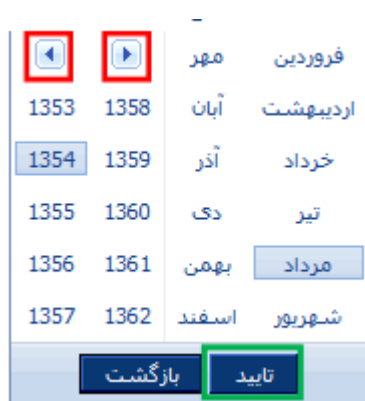 فروردین مهر
اردیبهشت آبان 1358 1353
خرداد آذر 1359 1354
تیر دی 1360 1355
مرداد بهمن 1361 1356
شهریور اسفند 1362 1357
تایید بازگشت